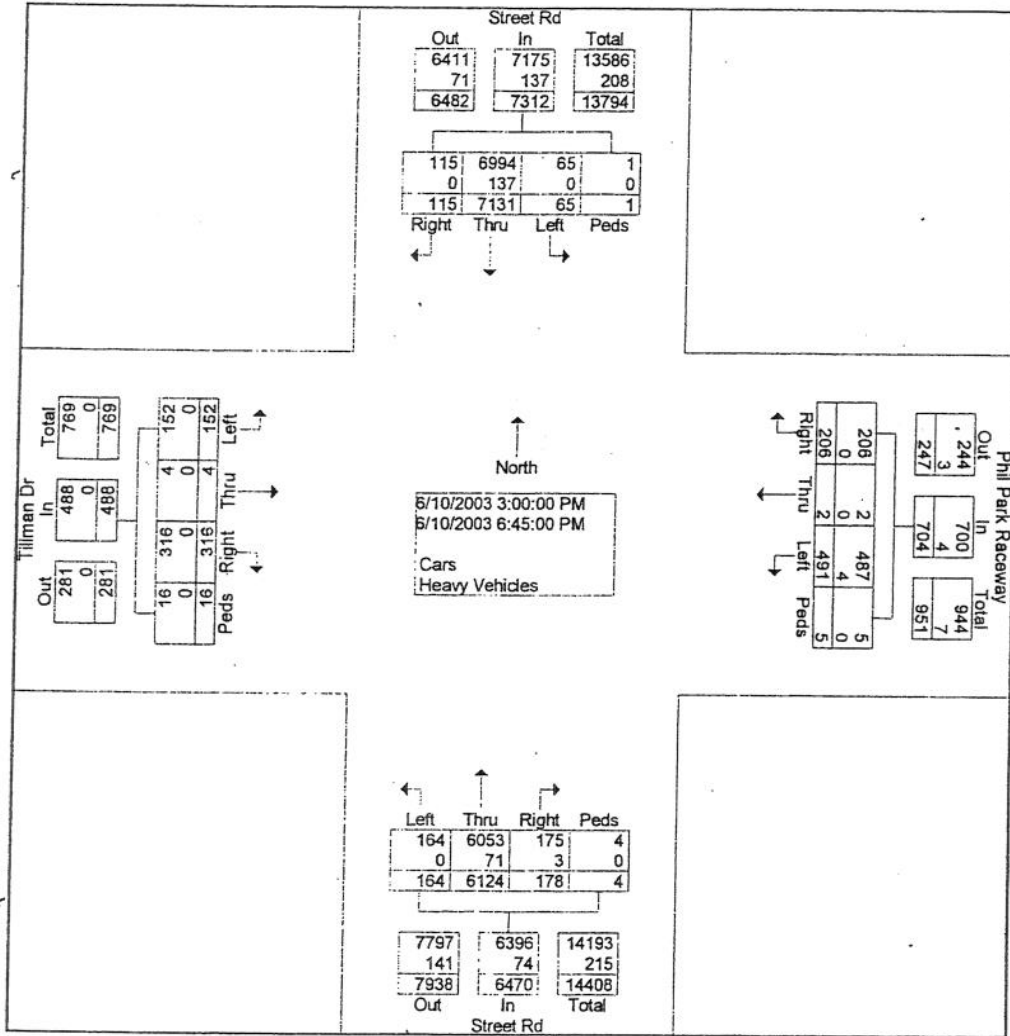 Street Rd
Out In Total
6411 7175 13586
71 137 208
6482 7312 13794
115 6994 65 1
0 137 0 0
115 7131 65 1
Right Thru Left Peds
Tillman Dr
Total In Out
769 488 281
0 0 0
769 488 281
152 4 316 16
0 0 0 0
152 4 316 16
Left Thru Right Peds
North
6/10/2003 3:00:00 PM
6/10/2003 6:45:00 PM
Cars
Heavy Vehicles
Phil Park Raceway
Out In Total
244 700 944
3 4 7
247 704 951
206 2 487 5
0 0 4 0
206 2 491 5
Right Thru Left Peds
Left Thru Right Peds
164 6053 175 4
0 71 3 0
164 6124 178 4
7797 6396 14193
141 74 215
7938 6470 14408
Out In Total
Street Rd